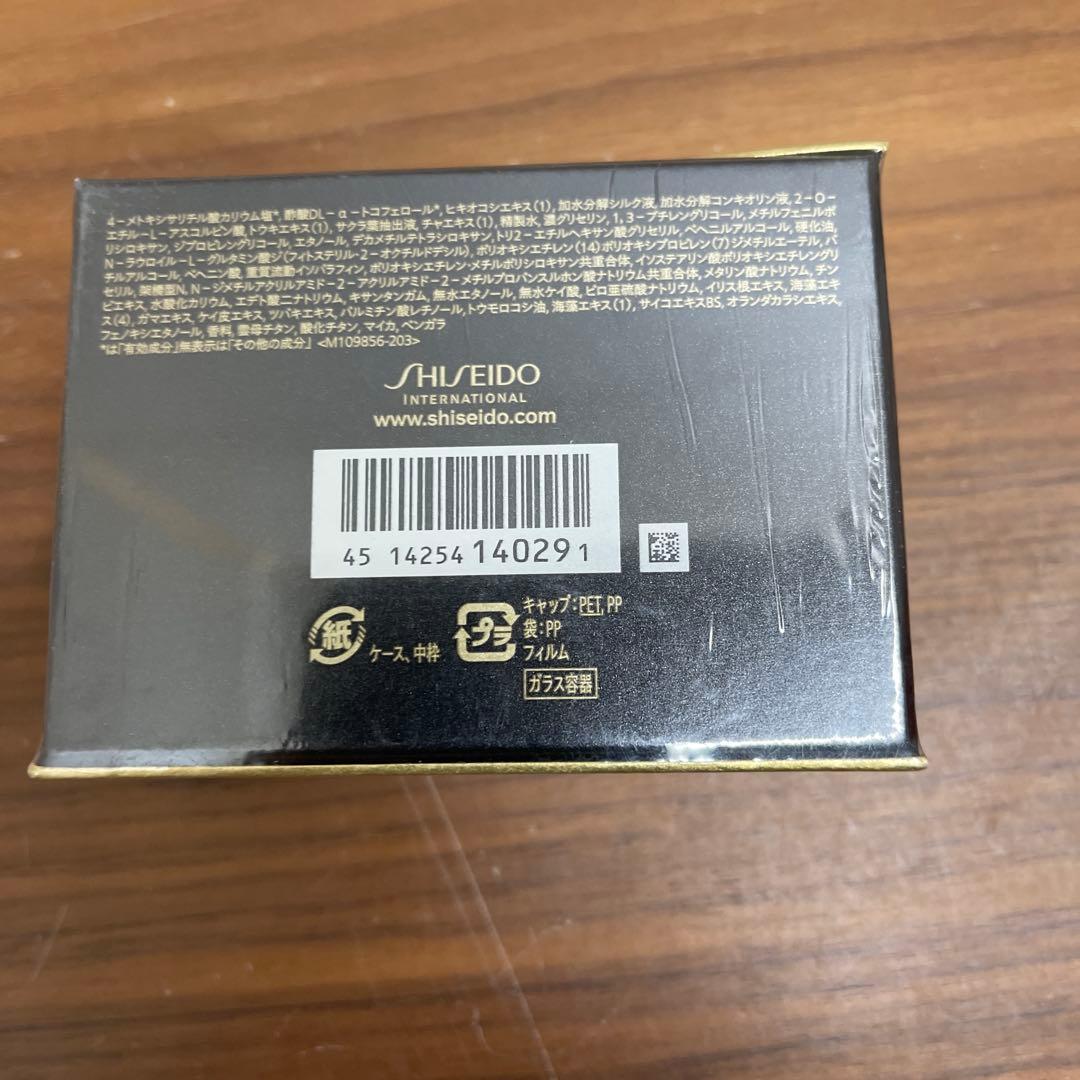 4−メトキシサリチル酸カリウム塩*, 酢酸DL−α−トコフェロール*, ヒキオコシエキス(1), 加水分解シルク液, 加水分解コンキオリン液, 2−O−
エチル−L−アスコルビン酸, トウキエキス(1), サクラ葉抽出液, チャエキス(1), 精製水, 濃グリセリン, 1,3−ブチレングリコール, メチルフェニルポ
リシロキサン, ジプロピレングリコール, エタノール, デカメチルテトラシロキサン, トリ2−エチルヘキサン酸グリセリル, ベヘニルアルコール, 硬化油,
N−ラウロイル−L−グルタミン酸ジ(フィトステリル・2−オクチルドデシル), ポリオキシエチレン(14)ポリオキシプロピレン(7)ジメチルエーテル, バ
チルアルコール, ベヘニン酸, 重質流動イソパラフィン, ポリオキシエチレン・メチルポリシロキサン共重合体, イソステアリン酸ポリオキシエチレングリ
セリル, 架橋型N,N−ジメチルアクリルアミド−2−アクリルアミド−2−メチルプロパンスルホン酸ナトリウム共重合体, メタリン酸ナトリウム, チン
ピエキス, 水酸化カリウム, エデト酸二ナトリウム, キサンタンガム, 無水エタノール, 無水ケイ酸, ピロ亜硫酸ナトリウム, イリス根エキス, 海藻エキ
ス(4), ガマエキス, ケイ皮エキス, ツバキエキス, パルミチン酸レチノール, トウモロコシ油, 海藻エキス(1), サイコエキスBS, オランダカラシエキス,
フェノキシエタノール, 香料, 雲母チタン, 酸化チタン, マイカ, ベンガラ
*は「有効成分」無表示は「その他の成分」 <M109856-203>
SHISEIDO
INTERNATIONAL
www.shiseido.com
45 14254 14029 1
紙
ケース、中枠
プラ
キャップ:PET, PP
袋:PP
フィルム
ガラス容器